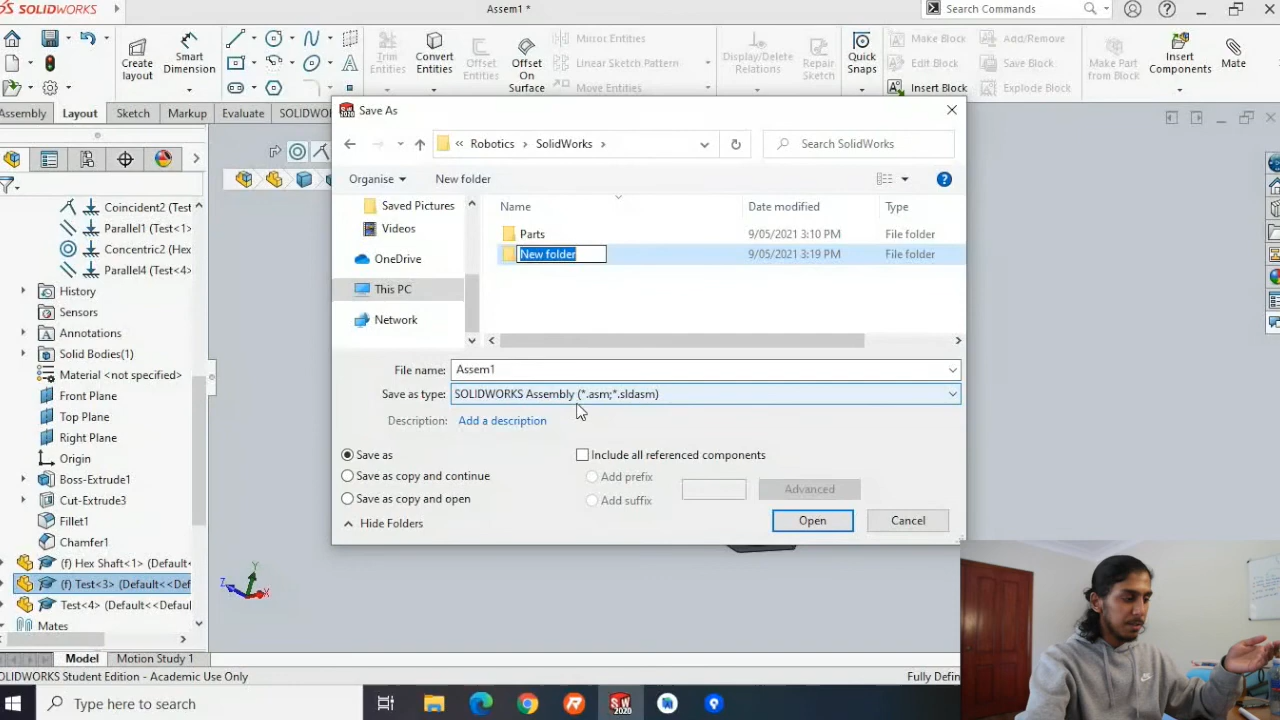 SOLIDWORKS
Assem1 *
Search Commands
Create layout
Smart Dimension
Trim Entities
Convert Entities
Offset Entities
Offset On Surface
Mirror Entities
Linear Sketch Pattern
Move Entities
Display/Delete Relations
Repair Sketch
Quick Snaps
Make Block
Edit Block
Insert Block
Add/Remove
Save Block
Explode Block
Make Part from Block
Insert Components
Mate
Assembly
Layout
Sketch
Markup
Evaluate
SOLIDWO
Save As
Robotics
SolidWorks
Search SolidWorks
Organise
New folder
Saved Pictures
Videos
OneDrive
This PC
Network
Name
Date modified
Type
Parts
9/05/2021 3:10 PM
File folder
New folder
9/05/2021 3:19 PM
File folder
File name:
Assem1
Save as type:
SOLIDWORKS Assembly (*.asm;*.sldasm)
Description:
Add a description
Save as
Save as copy and continue
Save as copy and open
Include all referenced components
Add prefix
Add suffix
Advanced
Hide Folders
Open
Cancel
Coincident2 (Test
Parallel1 (Test<4>
Concentric2 (Hex
Parallel4 (Test<4>
History
Sensors
Annotations
Solid Bodies(1)
Material <not specified>
Front Plane
Top Plane
Right Plane
Origin
Boss-Extrude1
Cut-Extrude3
Fillet1
Chamfer1
(f) Hex Shaft<1> (Defau
(f) Test<3> (Default<<Def
Test<4> (Default<<Defau
Mates
Y
Z
X
Model
Motion Study 1
SOLIDWORKS Student Edition - Academic Use Only
Fully Defin
Type here to search
SW
2020